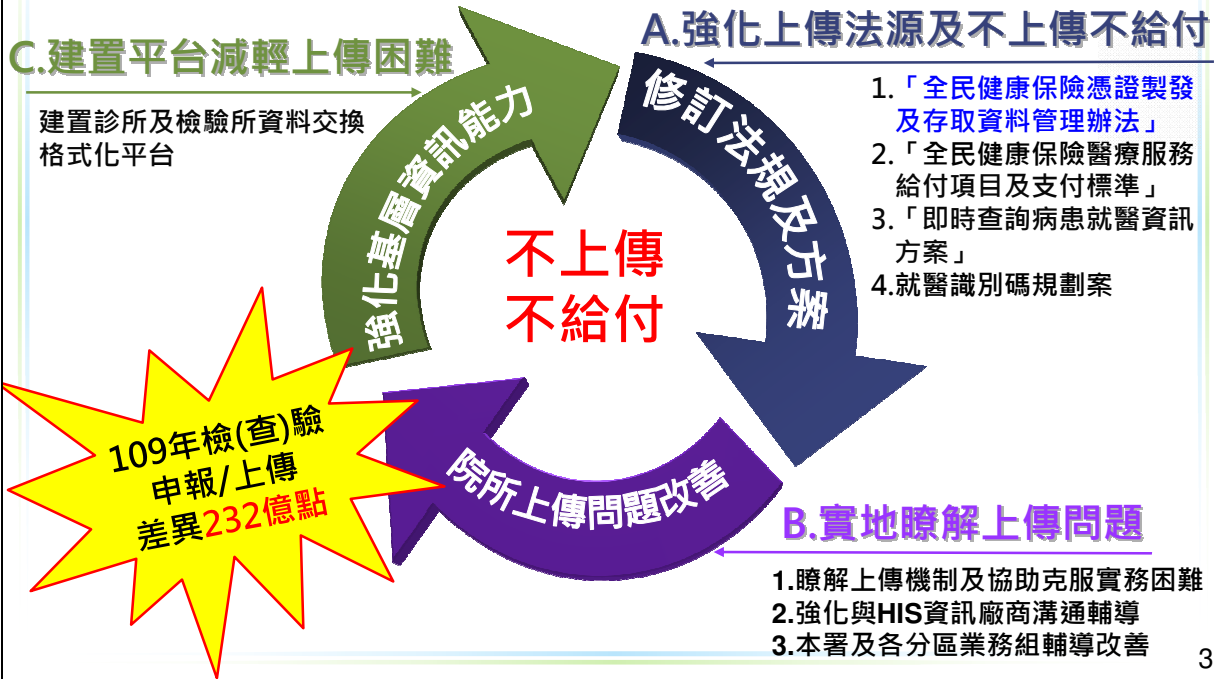 C.建置平台減輕上傳困難
建置診所及檢驗所資料交換
格式化平台
A.強化上傳法源及不上傳不給付
1.「全民健康保險憑證製發
及存取資料管理辦法」
2.「全民健康保險醫療服務
給付項目及支付標準」
3.「即時查詢病患就醫資訊
方案」
4.就醫識別碼規劃案
強化基層資訊能力
修訂法規及方案
不上傳
不給付
109年檢(查)驗
申報/上傳
差異232億點
院所上傳問題改善
B.實地瞭解上傳問題
1.瞭解上傳機制及協助克服實務困難
2.強化與HIS資訊廠商溝通輔導
3.本署及各分區業務組輔導改善
3